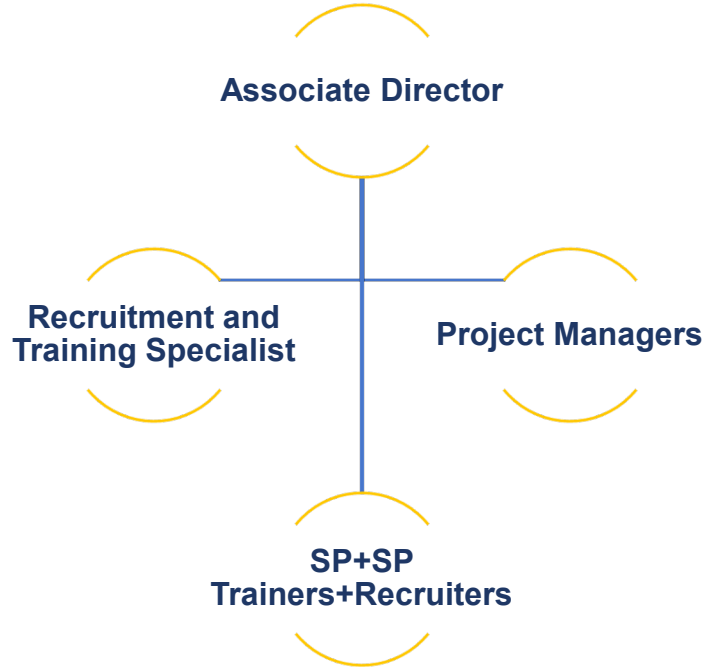 Associate Director
Recruitment and
Training Specialist
Project Managers
SP+SP
Trainers+Recruiters